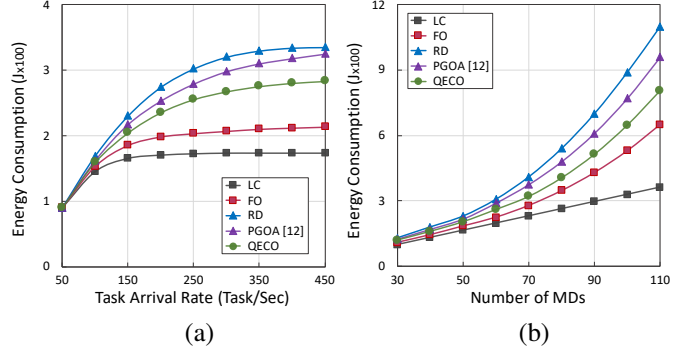 4
3
2
1
0
50
150
250
350
450
Energy Consumption (J×100)
Task Arrival Rate (Task/Sec)
LC
FO
RD
PGOA [12]
QECO
(a)
12
9
6
3
0
30
50
70
90
110
Energy Consumption (J×100)
Number of MDs
LC
FO
RD
PGOA [12]
QECO
(b)